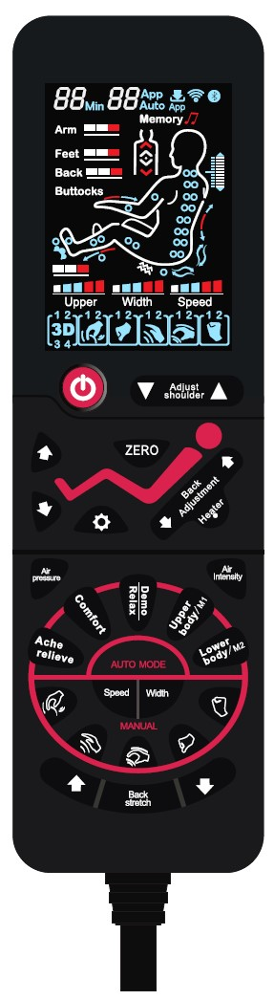 88 Min 88 App Auto App
Memory
Arm
Feet
Back
Buttocks
Upper Width Speed
1 2 1 2 1 2 1 2 1 2 1 2
3D
3 4
Adjust
shoulder
ZERO
Back
Adjustment
Heater
Air
pressure
Air
Intensity
Ache
relieve
Comfort
Demo
Relax
Upper
body/M1
Lower
body/M2
AUTO MODE
Speed Width
MANUAL
Back
stretch